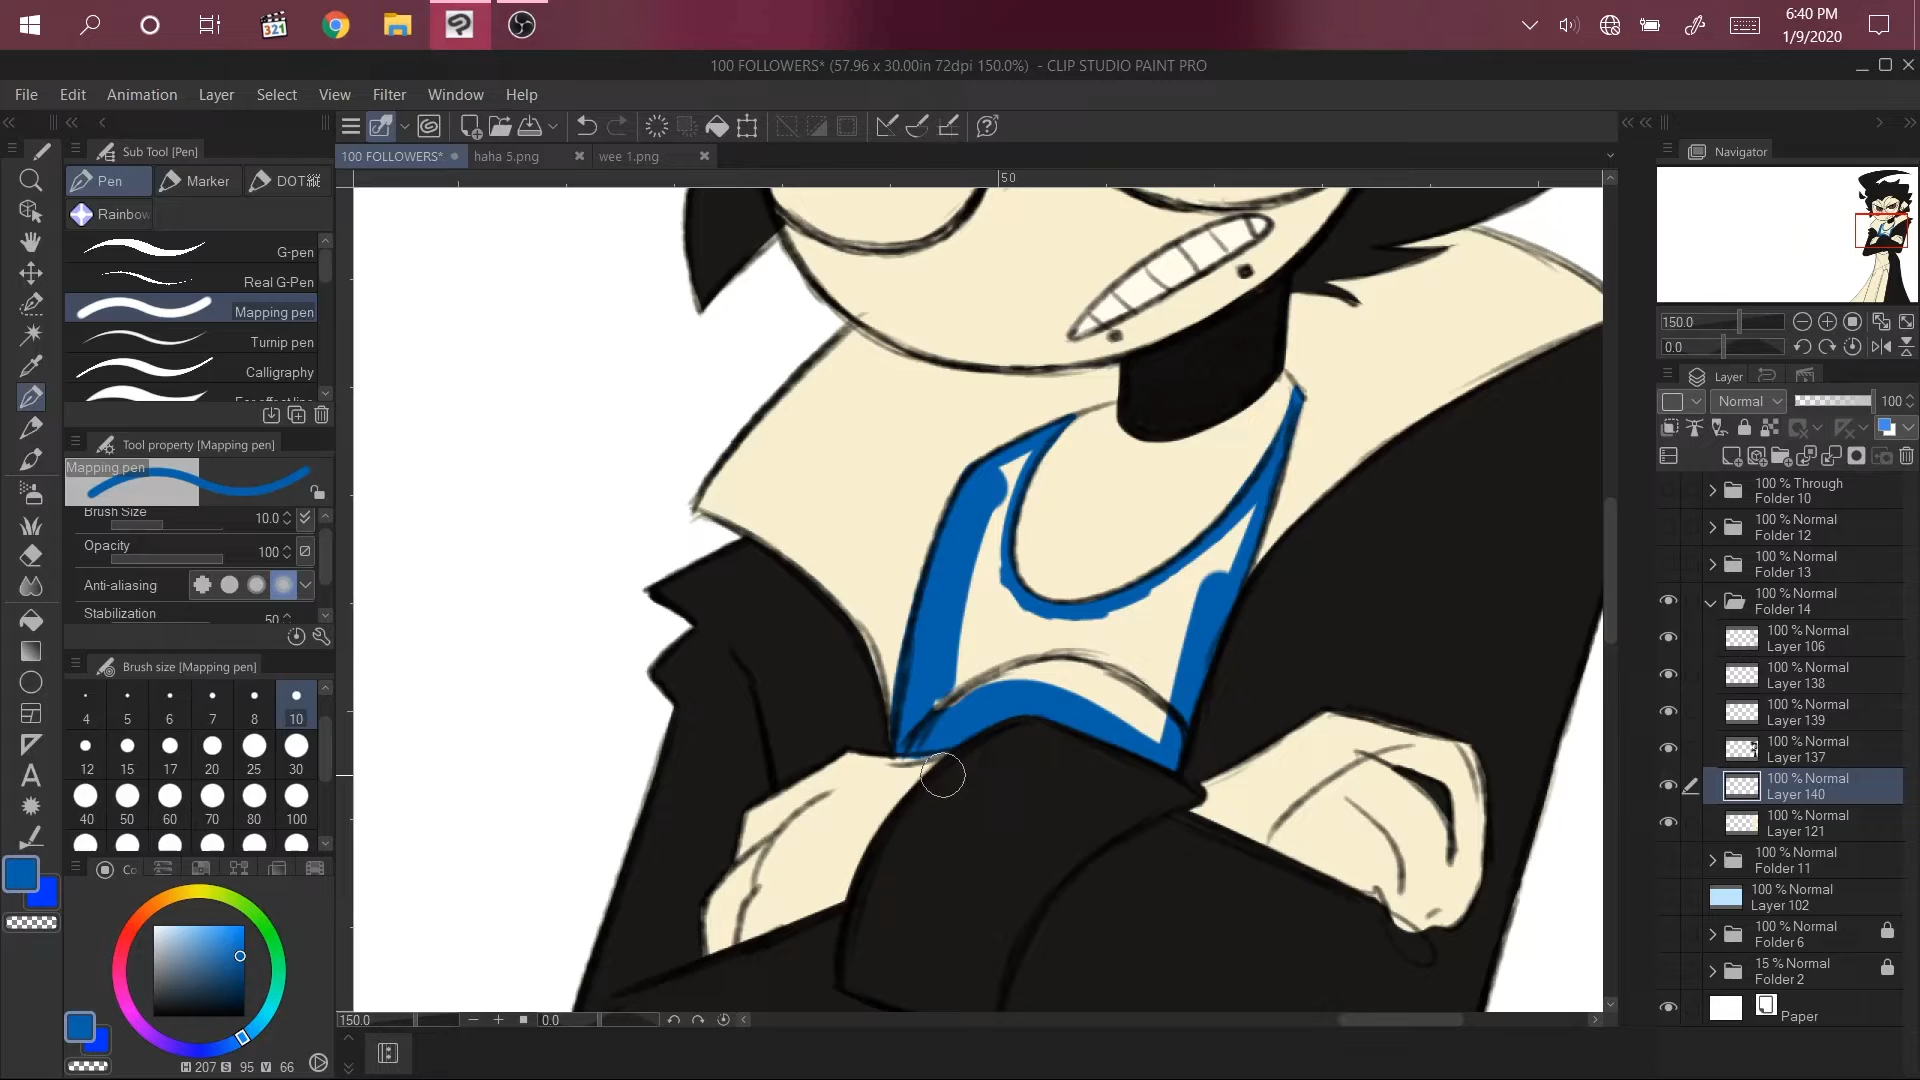 321
6:40 PM
1/9/2020
100 FOLLOWERS* (57.96 x 30.00in 72dpi 150.0%) - CLIP STUDIO PAINT PRO
File Edit Animation Layer Select View Filter Window Help
Sub Tool [Pen]
Pen Marker DOT縦
Rainbow
G-pen
Real G-Pen
Mapping pen
Turnip pen
Calligraphy
Tool property [Mapping pen]
Mapping pen
Brush Size 10.0
Opacity 100
Anti-aliasing
Stabilization 50
Brush size [Mapping pen]
4 5 6 7 8 10
12 15 17 20 25 30
40 50 60 70 80 100
Co
H 207 S 95 V 66
100 FOLLOWERS* haha 5.png wee 1.png
50
150.0 0.0
Navigator
150.0
0.0
Layer
Normal 100
100 % Through
Folder 10
100 % Normal
Folder 12
100 % Normal
Folder 13
100 % Normal
Folder 14
100 % Normal
Layer 106
100 % Normal
Layer 138
100 % Normal
Layer 139
100 % Normal
Layer 137
100 % Normal
Layer 140
100 % Normal
Layer 121
100 % Normal
Folder 11
100 % Normal
Layer 102
100 % Normal
Folder 6
15 % Normal
Folder 2
Paper